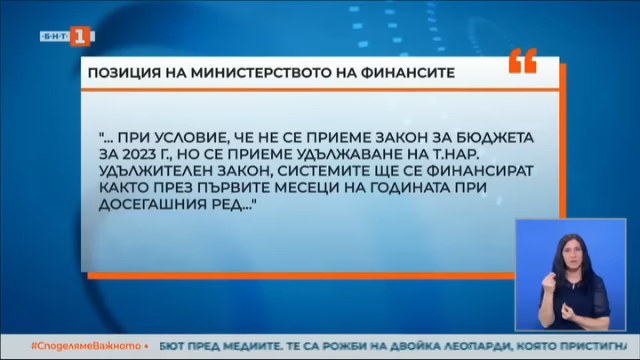 БНТ 1
ПОЗИЦИЯ НА МИНИСТЕРСТВОТО НА ФИНАНСИТЕ
"... ПРИ УСЛОВИЕ, ЧЕ НЕ СЕ ПРИЕМЕ ЗАКОН ЗА БЮДЖЕТА
ЗА 2023 Г., НО СЕ ПРИЕМЕ УДЪЛЖАВАНЕ НА Т.НАР.
УДЪЛЖИТЕЛЕН ЗАКОН, СИСТЕМИТЕ ЩЕ СЕ ФИНАНСИРАТ
КАКТО ПРЕЗ ПЪРВИТЕ МЕСЕЦИ НА ГОДИНАТА ПРИ
ДОСЕГАШНИЯ РЕД..."
#СподелямеВажното • БЮТ ПРЕД МЕДИИТЕ. ТЕ СА РОЖБИ НА ДВОЙКА ЛЕОПАРДИ, КОЯТО ПРИСТИГНА